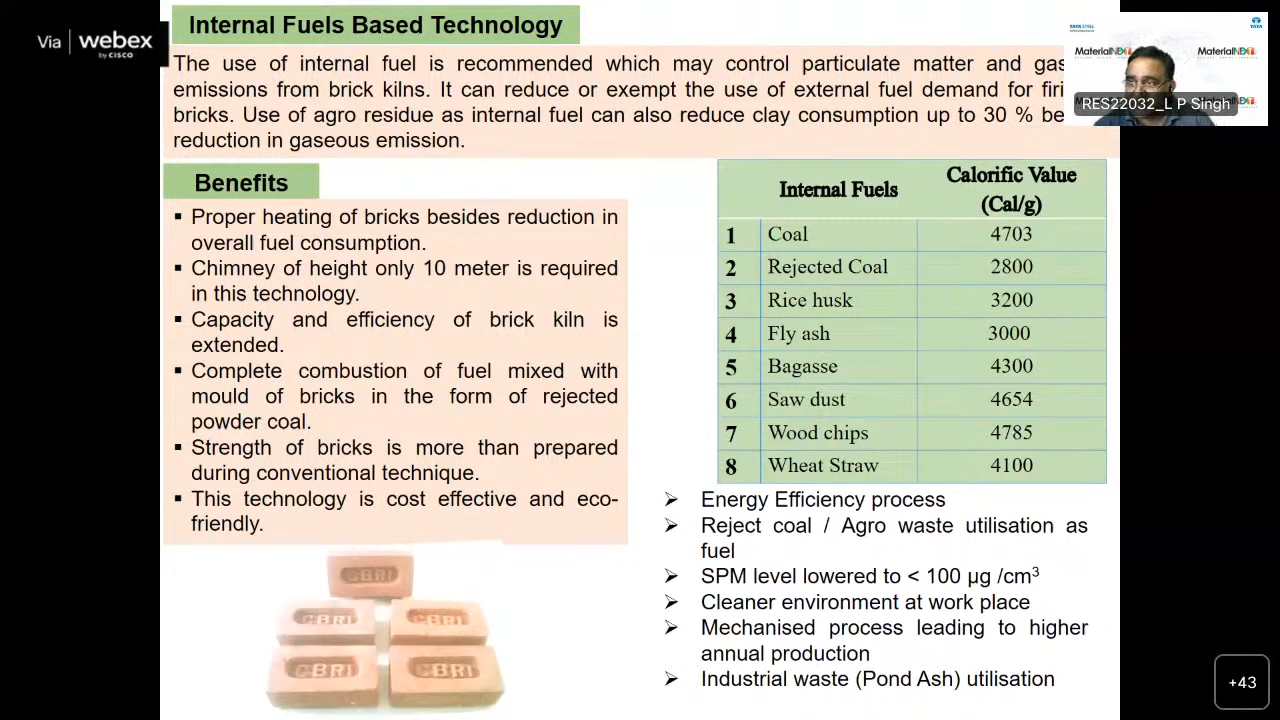 Internal Fuels Based Technology
Via | webex
by CISCO
The use of internal fuel is recommended which may control particulate matter and gas
emissions from brick kilns. It can reduce or exempt the use of external fuel demand for firi
bricks. Use of agro residue as internal fuel can also reduce clay consumption up to 30 % be
reduction in gaseous emission.
TATA STEEL
TATA
MaterialNEXT
MaterialNEXT
RES22032_L P Singh
Benefits
▪ Proper heating of bricks besides reduction in
overall fuel consumption.
▪ Chimney of height only 10 meter is required
in this technology.
▪ Capacity and efficiency of brick kiln is
extended.
▪ Complete combustion of fuel mixed with
mould of bricks in the form of rejected
powder coal.
▪ Strength of bricks is more than prepared
during conventional technique.
▪ This technology is cost effective and eco-
friendly.
Internal Fuels Calorific Value
(Cal/g)
1 Coal 4703
2 Rejected Coal 2800
3 Rice husk 3200
4 Fly ash 3000
5 Bagasse 4300
6 Saw dust 4654
7 Wood chips 4785
8 Wheat Straw 4100
➢ Energy Efficiency process
➢ Reject coal / Agro waste utilisation as
fuel
➢ SPM level lowered to < 100 µg /cm³
➢ Cleaner environment at work place
➢ Mechanised process leading to higher
annual production
➢ Industrial waste (Pond Ash) utilisation
CBRI
CBRI
CBRI
CBRI
CBRI
+43